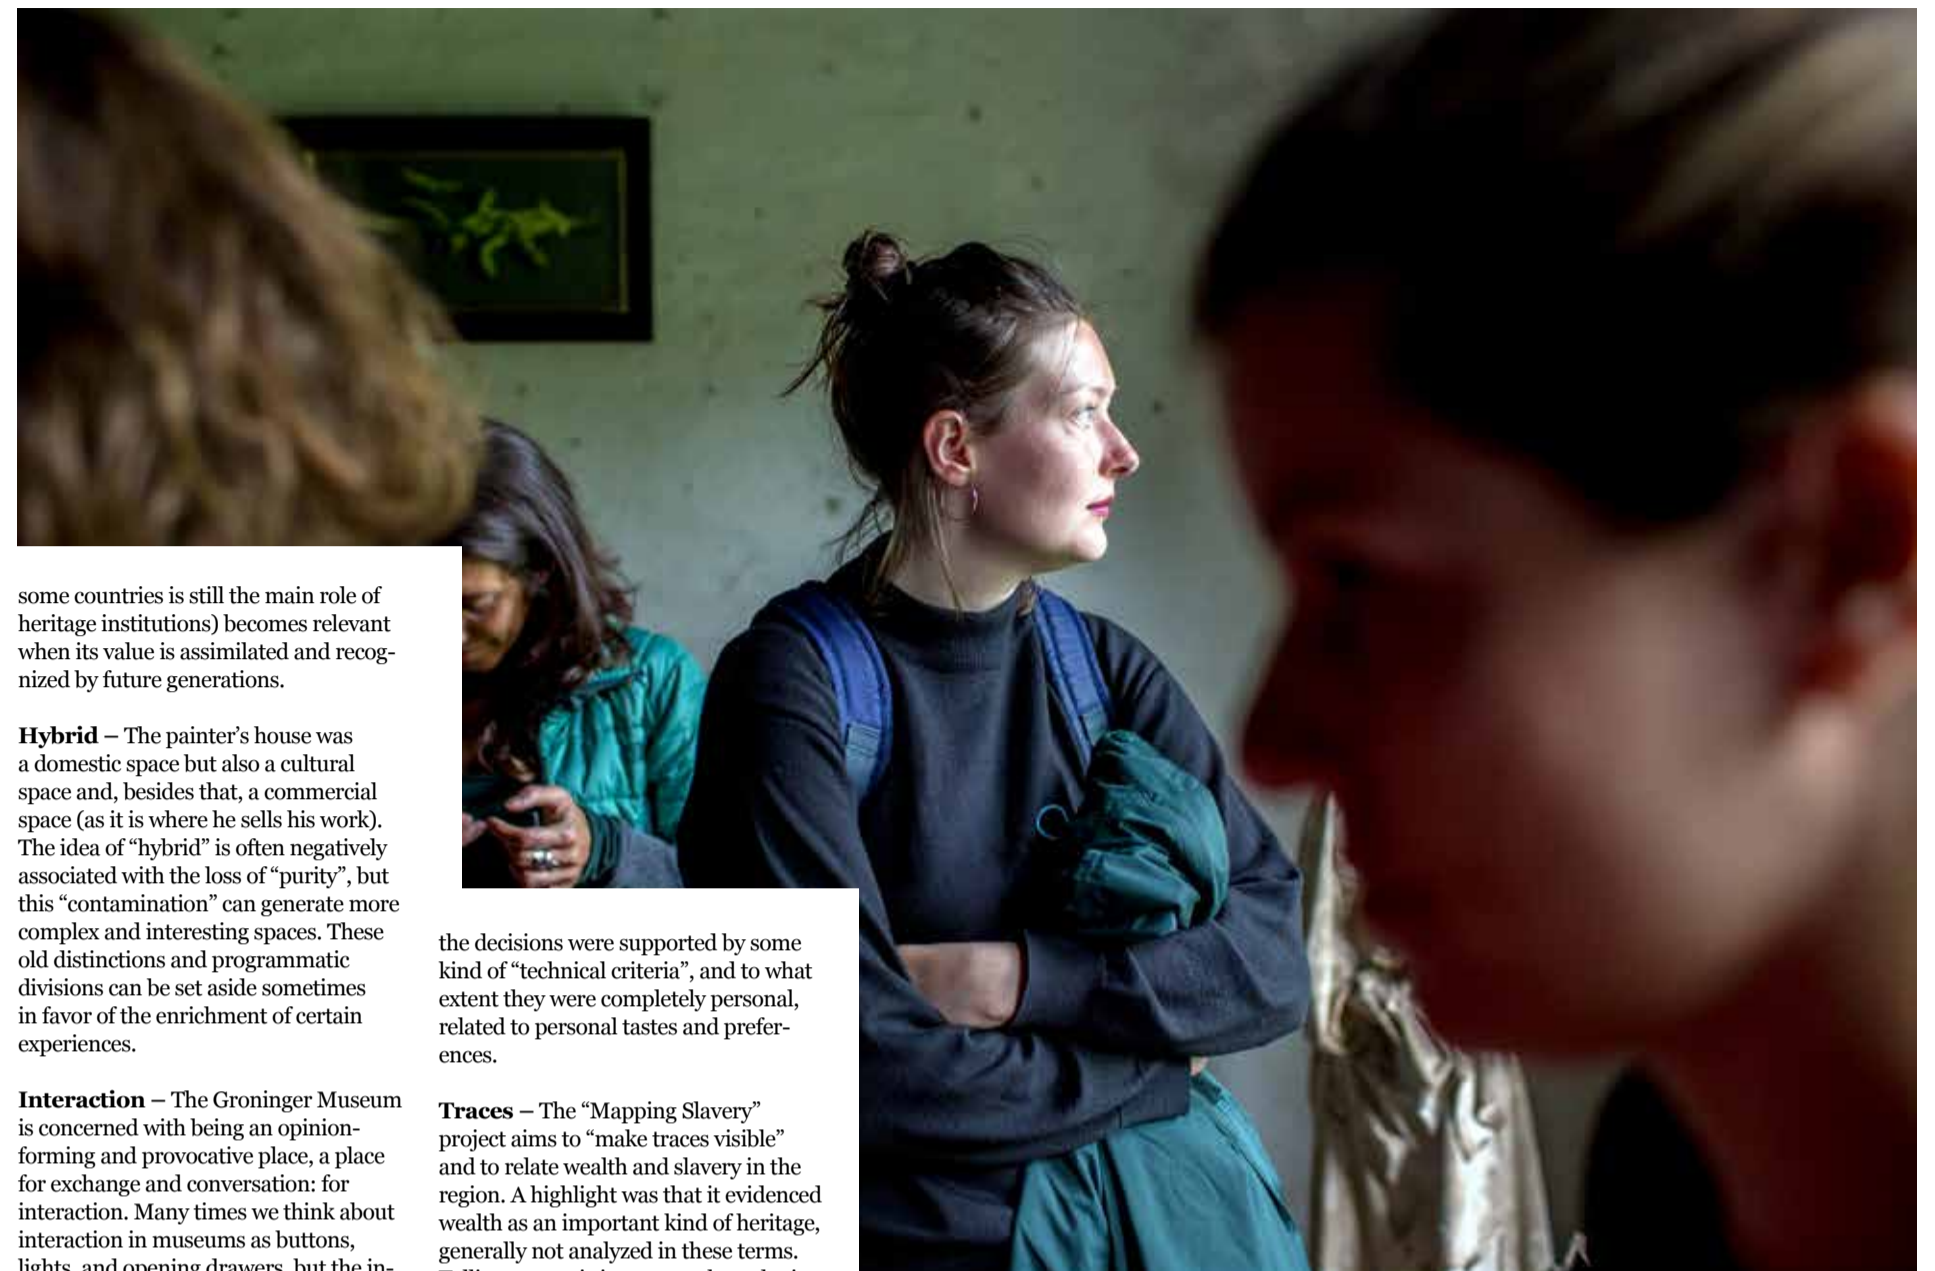 some countries is still the main role of
heritage institutions) becomes relevant
when its value is assimilated and recog-
nized by future generations.
Hybrid – The painter’s house was
a domestic space but also a cultural
space and, besides that, a commercial
space (as it is where he sells his work).
The idea of “hybrid” is often negatively
associated with the loss of “purity”, but
this “contamination” can generate more
complex and interesting spaces. These
old distinctions and programmatic
divisions can be set aside sometimes
in favor of the enrichment of certain
experiences.
Interaction – The Groninger Museum
is concerned with being an opinion-
forming and provocative place, a place
for exchange and conversation: for
interaction. Many times we think about
interaction in museums as buttons,
lights, and opening drawers, but the in-
the decisions were supported by some
kind of “technical criteria”, and to what
extent they were completely personal,
related to personal tastes and prefer-
ences.
Traces – The “Mapping Slavery”
project aims to “make traces visible”
and to relate wealth and slavery in the
region. A highlight was that it evidenced
wealth as an important kind of heritage,
generally not analyzed in these terms.